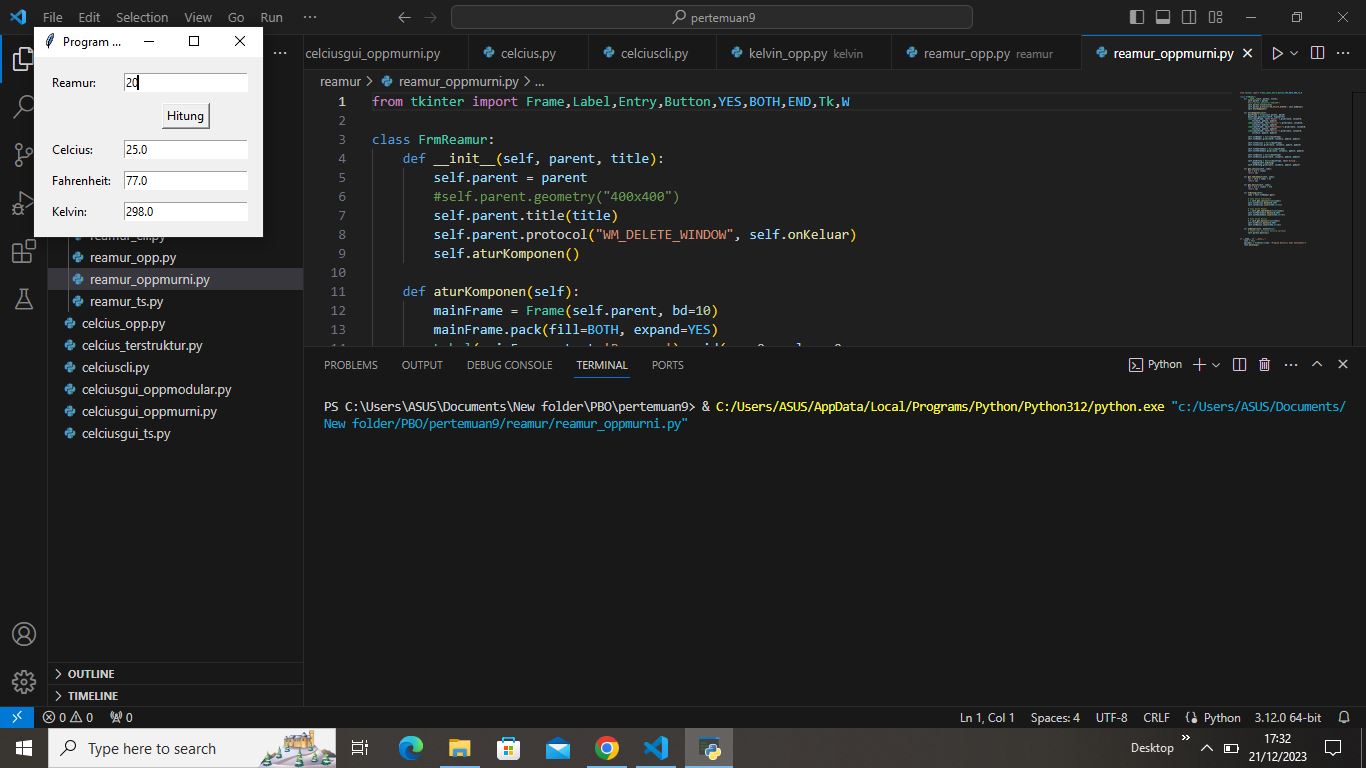 File Edit Selection View Go Run ···
pertemuan9
Program ...
Reamur: 20
Hitung
Celcius: 25.0
Fahrenheit: 77.0
Kelvin: 298.0
celciusgui_oppmurni.py
celcius.py
celciuscli.py
kelvin_opp.py kelvin
reamur_opp.py reamur
reamur_oppmurni.py
reamur > reamur_oppmurni.py > ...
1 from tkinter import Frame,Label,Entry,Button,YES,BOTH,END,Tk,W
2
3 class FrmReamur:
4 def __init__(self, parent, title):
5 self.parent = parent
6 #self.parent.geometry("400x400")
7 self.parent.title(title)
8 self.parent.protocol("WM_DELETE_WINDOW", self.onKeluar)
9 self.aturKomponen()
10
11 def aturKomponen(self):
12 mainFrame = Frame(self.parent, bd=10)
13 mainFrame.pack(fill=BOTH, expand=YES)
reamur_opp.py
reamur_oppmurni.py
reamur_ts.py
celcius_opp.py
celcius_terstruktur.py
celciuscli.py
celciusgui_oppmodular.py
celciusgui_oppmurni.py
celciusgui_ts.py
OUTLINE
TIMELINE
PROBLEMS OUTPUT DEBUG CONSOLE TERMINAL PORTS
Python
PS C:\Users\ASUS\Documents\New folder\PBO\pertemuan9> & C:/Users/ASUS/AppData/Local/Programs/Python/Python312/python.exe "c:/Users/ASUS/Documents/
New folder/PBO/pertemuan9/reamur/reamur_oppmurni.py"
0 0 0
Ln 1, Col 1 Spaces: 4 UTF-8 CRLF Python 3.12.0 64-bit
Type here to search
Desktop
17:32
21/12/2023